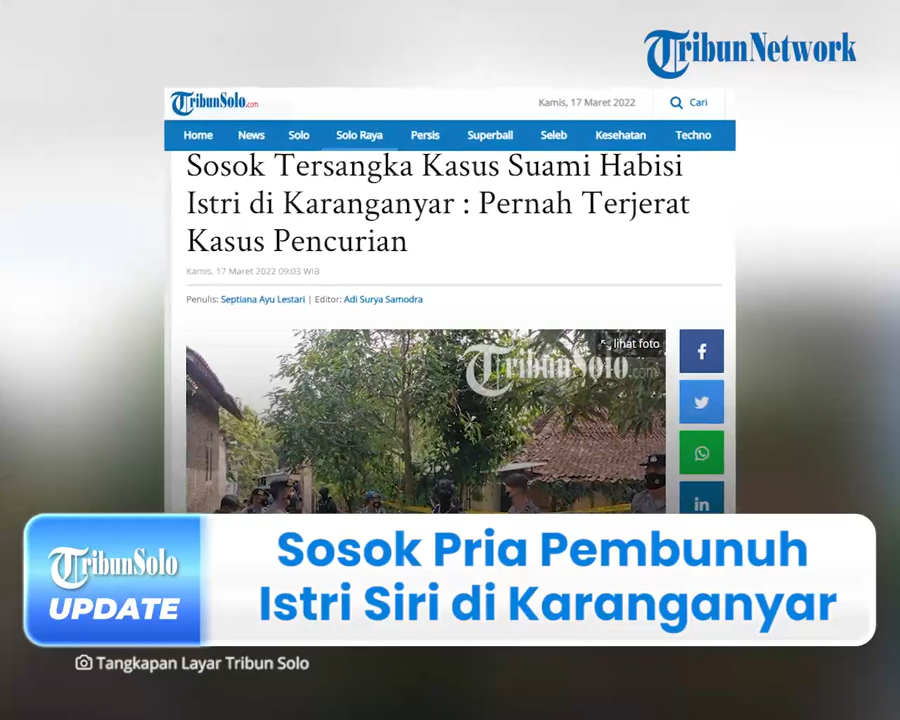 TribunNetwork
TribunSolo.com
Kamis, 17 Maret 2022
Cari
Home News Solo Solo Raya Persis Superball Seleb Kesehatan Techno
Sosok Tersangka Kasus Suami Habisi
Istri di Karanganyar : Pernah Terjerat
Kasus Pencurian
Kamis, 17 Maret 2022 09:03 WIB
Penulis: Septiana Ayu Lestari | Editor: Adi Surya Samodra
lihat foto
TribunSolo.com
f
in
TribunSolo
UPDATE
Sosok Pria Pembunuh
Istri Siri di Karanganyar
Tangkapan Layar Tribun Solo